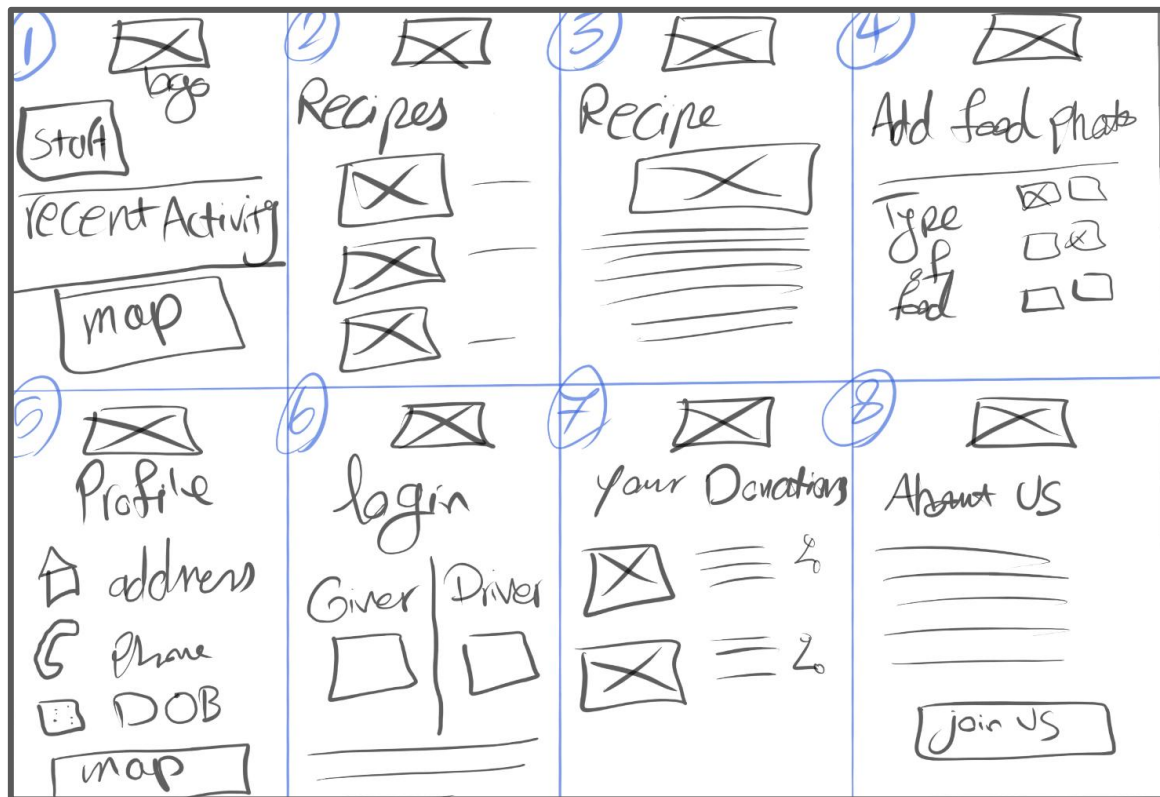 1
logo
Start
recent Activity
map
2
Recipes
3
Recipe
4
Add food photo
Type
of
food
5
Profile
address
Phone
DOB
map
6
login
Giver
Driver
7
your Donations
8
About US
join US